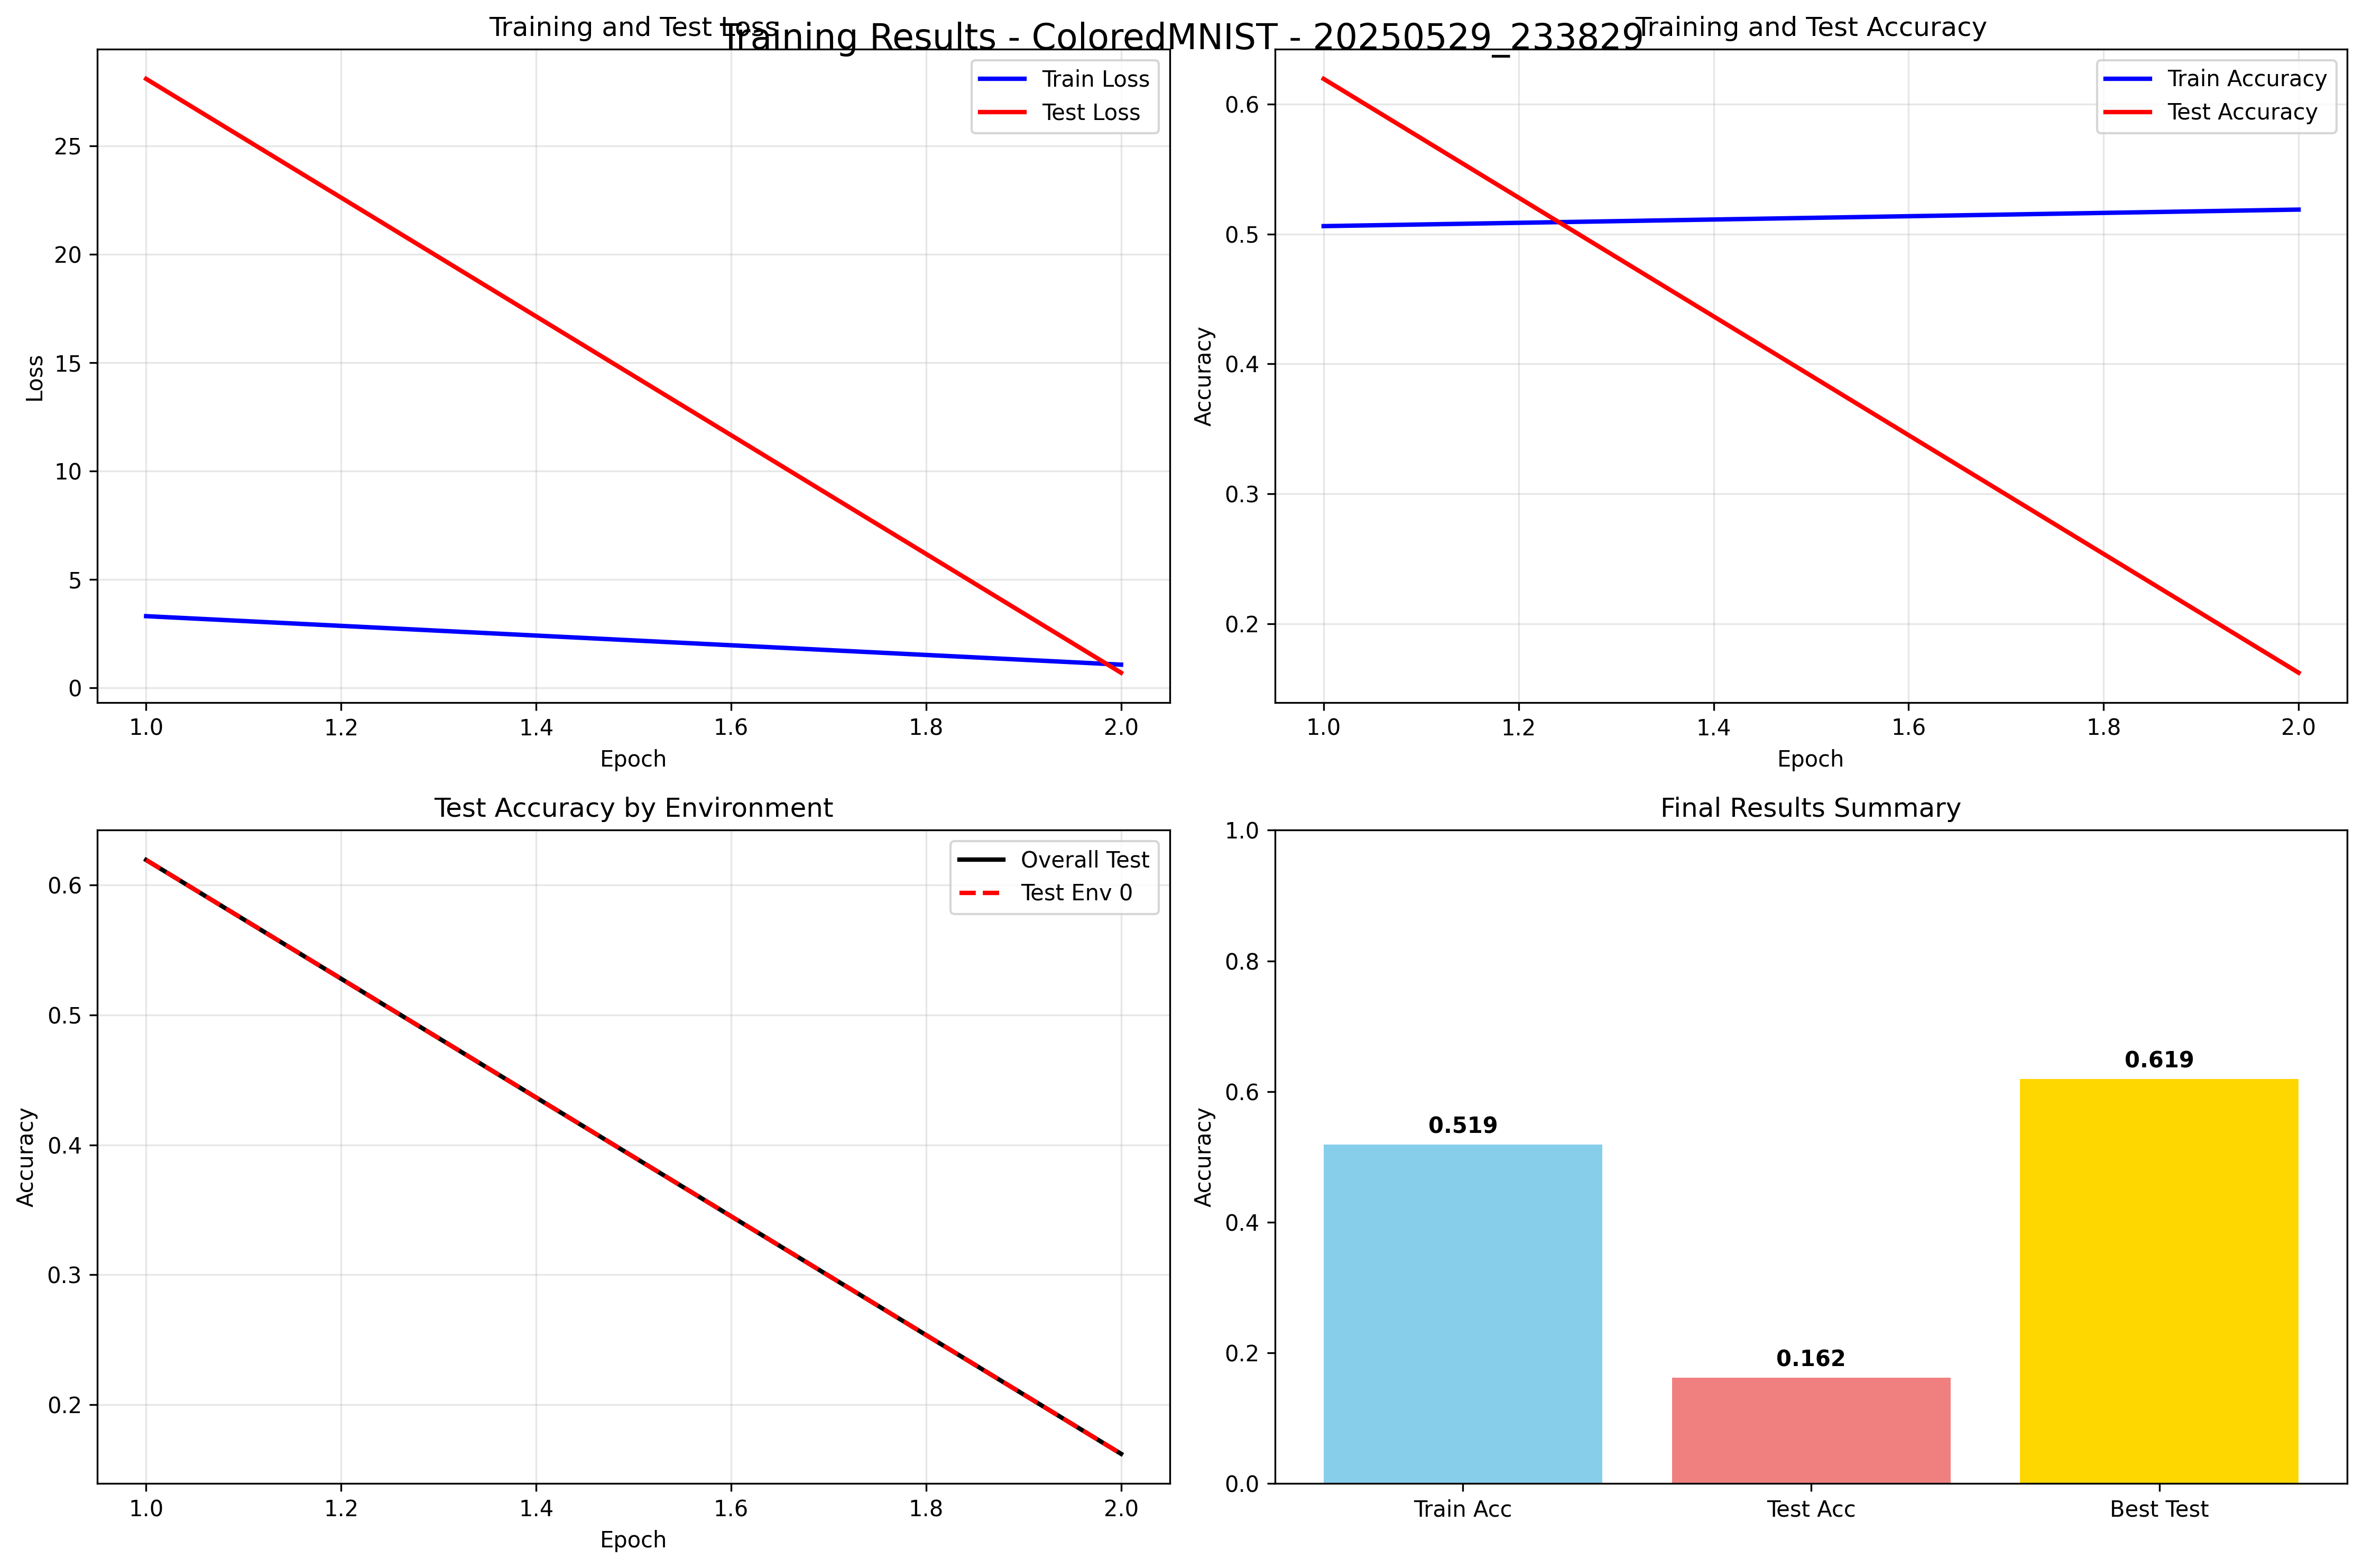 Training Results - ColoredMNIST - 20250529_233829
Training and Test Loss
Train Loss
Test Loss
Loss
25
20
15
10
5
0
1.0 1.2 1.4 1.6 1.8 2.0
Epoch
Training and Test Accuracy
Train Accuracy
Test Accuracy
Accuracy
0.6
0.5
0.4
0.3
0.2
1.0 1.2 1.4 1.6 1.8 2.0
Epoch
Test Accuracy by Environment
Overall Test
Test Env 0
Accuracy
0.6
0.5
0.4
0.3
0.2
1.0 1.2 1.4 1.6 1.8 2.0
Epoch
Final Results Summary
Accuracy
1.0
0.8
0.6
0.4
0.2
0.0
0.519
0.162
0.619
Train Acc Test Acc Best Test